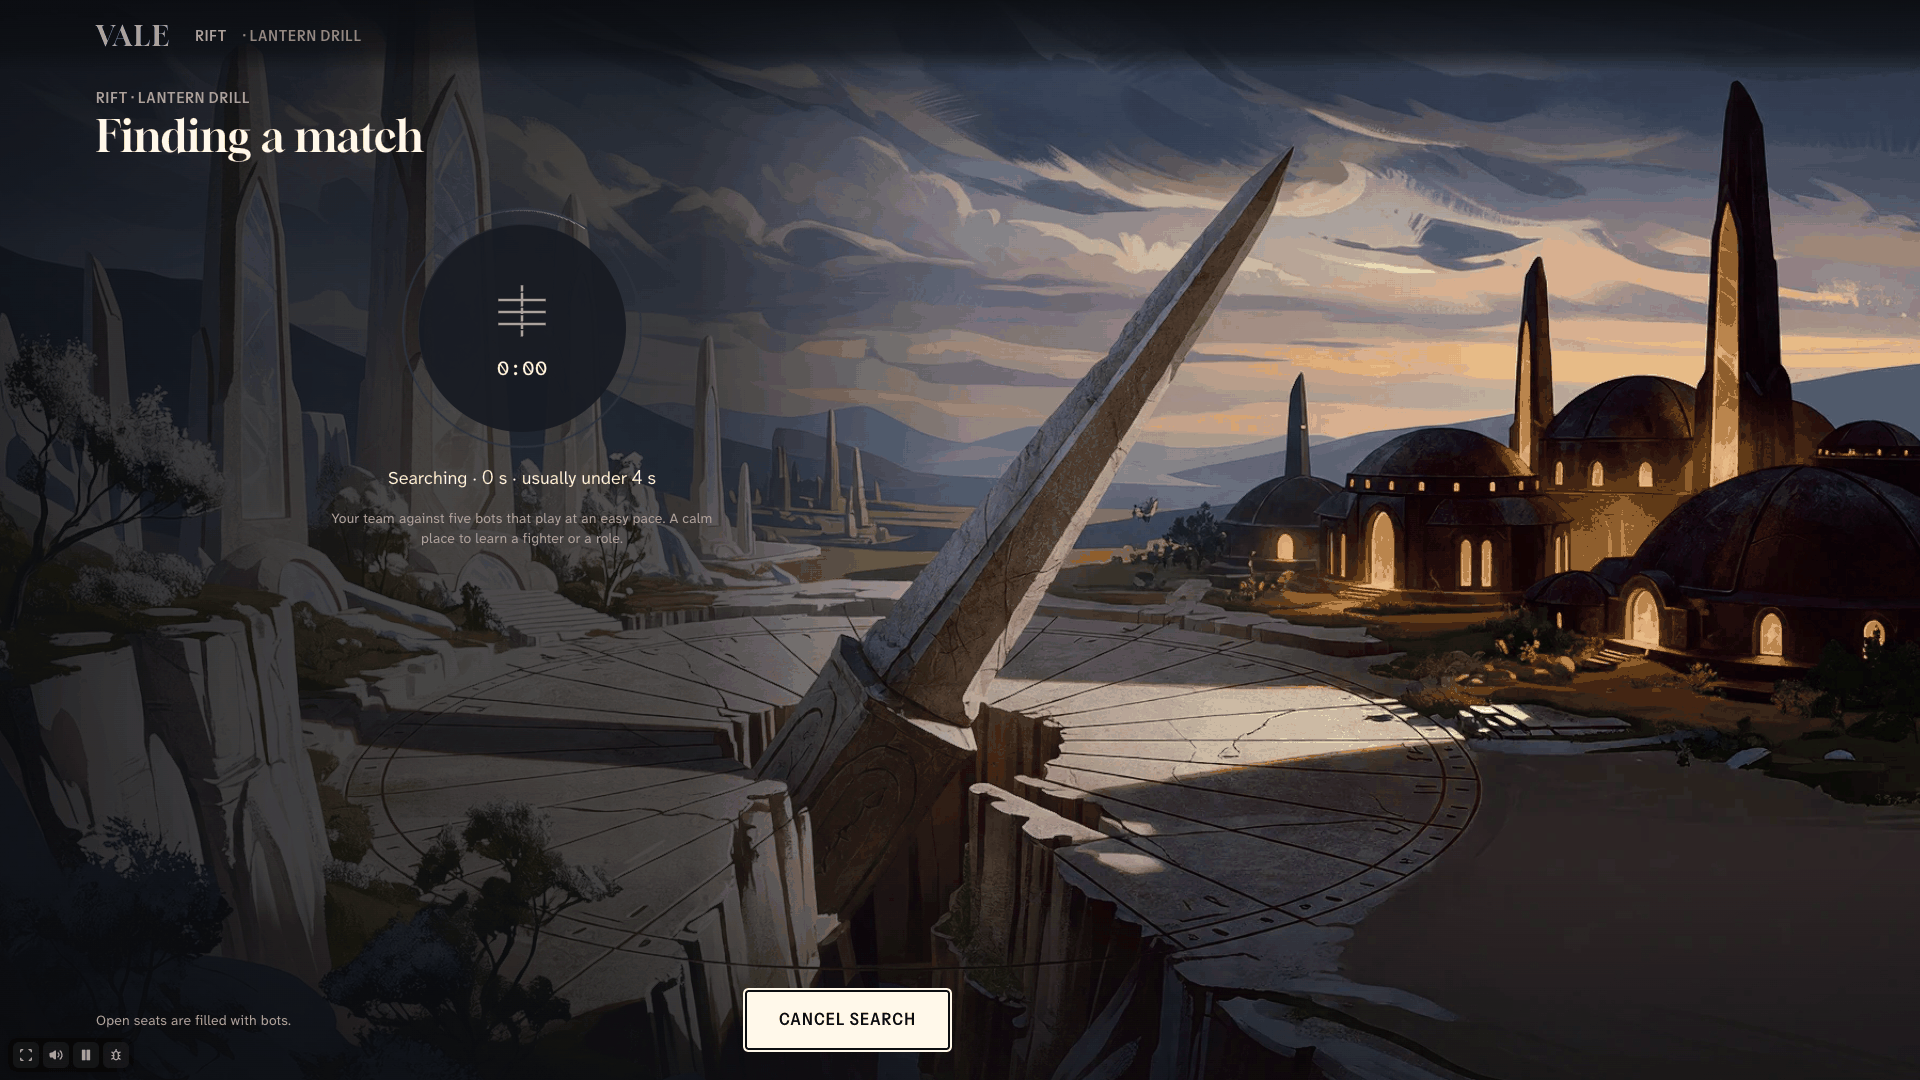 VALE RIFT · LANTERN DRILL
RIFT · LANTERN DRILL
Finding a match
0:00
Searching · 0 s · usually under 4 s
Your team against five bots that play at an easy pace. A calm
place to learn a fighter or a role.
Open seats are filled with bots.
CANCEL SEARCH